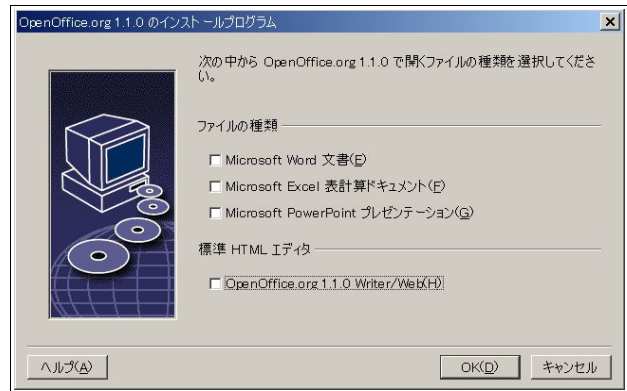 OpenOffice.org 1.1.0 のインストールプログラム
次の中から OpenOffice.org 1.1.0 で開くファイルの種類を選択してくださ
い。
ファイルの種類
Microsoft Word 文書(E)
Microsoft Excel 表計算ドキュメント(F)
Microsoft PowerPoint プレゼンテーション(G)
標準 HTML エディタ
OpenOffice.org 1.1.0 Writer/Web(H)
ヘルプ(A)
OK(D)
キャンセル